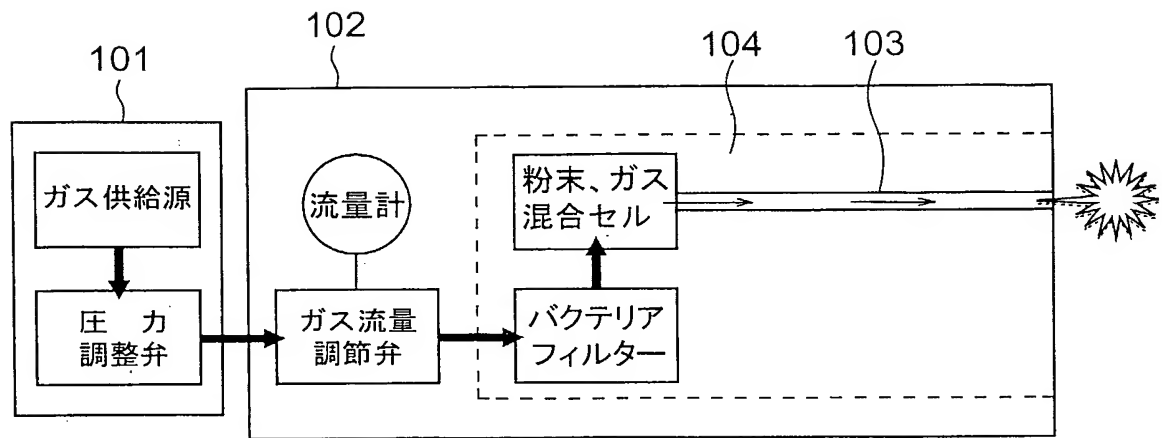 101
102
104
103
ガス供給源
圧 力
調整弁
流量計
ガス流量
調節弁
粉末、ガス
混合セル
バクテリア
フィルター